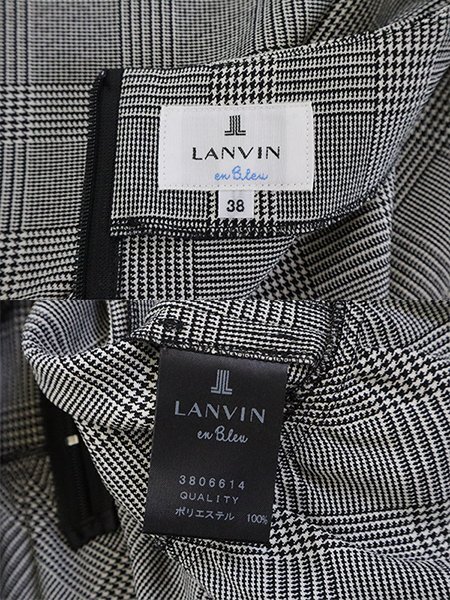 LANVIN
en Bleu
38
LANVIN
en Bleu
3806614
QUALITY
ポリエステル 100%